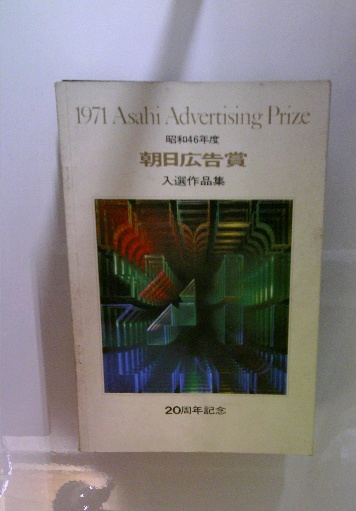 1971 Asahi Advertising Prize
昭和46年度
朝日広告賞
入選作品集
20周年記念